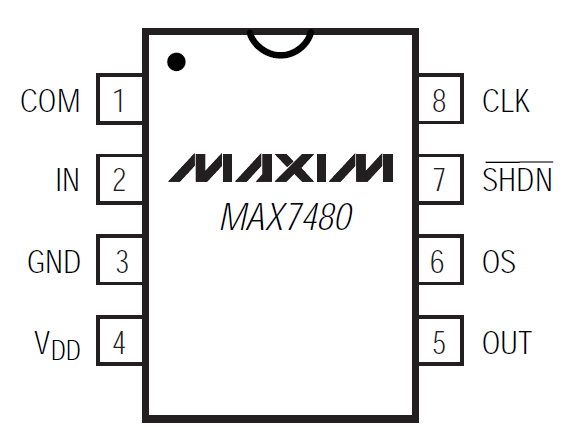 COM 1 8 CLK
IN 2 MAXIM 7 SHDN
MAX7480
GND 3 6 OS
VDD 4 5 OUT